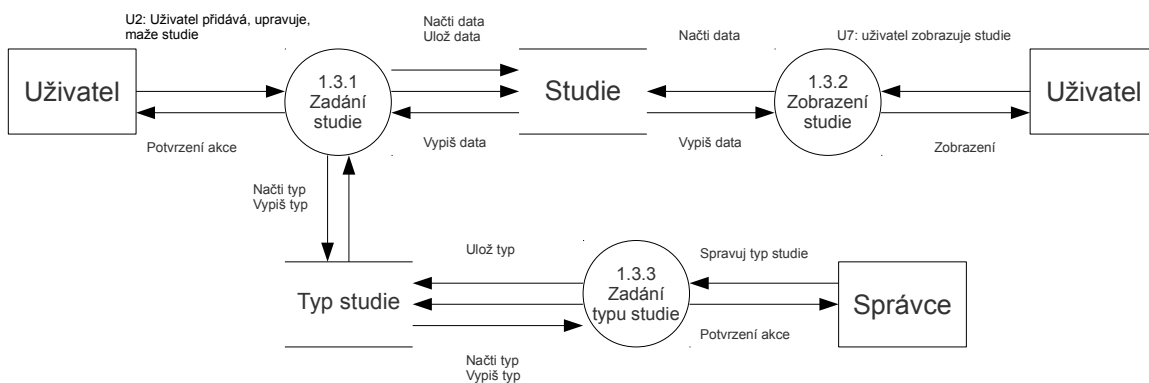 U2: Uživatel přidává, upravuje,
maže studie
Uživatel
Potvrzení akce
1.3.1
Zadání
studie
Načti data
Ulož data
Vypiš data
Studie
Načti data
Vypiš data
1.3.2
Zobrazení
studie
U7: uživatel zobrazuje studie
Zobrazení
Uživatel
Načti typ
Vypiš typ
Typ studie
Ulož typ
Načti typ
Vypiš typ
1.3.3
Zadání
typu studie
Spravuj typ studie
Potvrzení akce
Správce